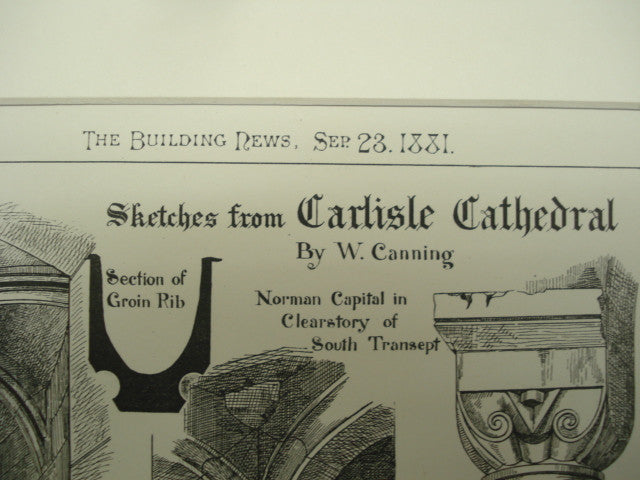 THE BUILDING NEWS, SEP. 23. 1881.
Sketches from Carlisle Cathedral
By W. Canning
Section of
Groin Rib
Norman Capital in
Clearstory of
South Transept